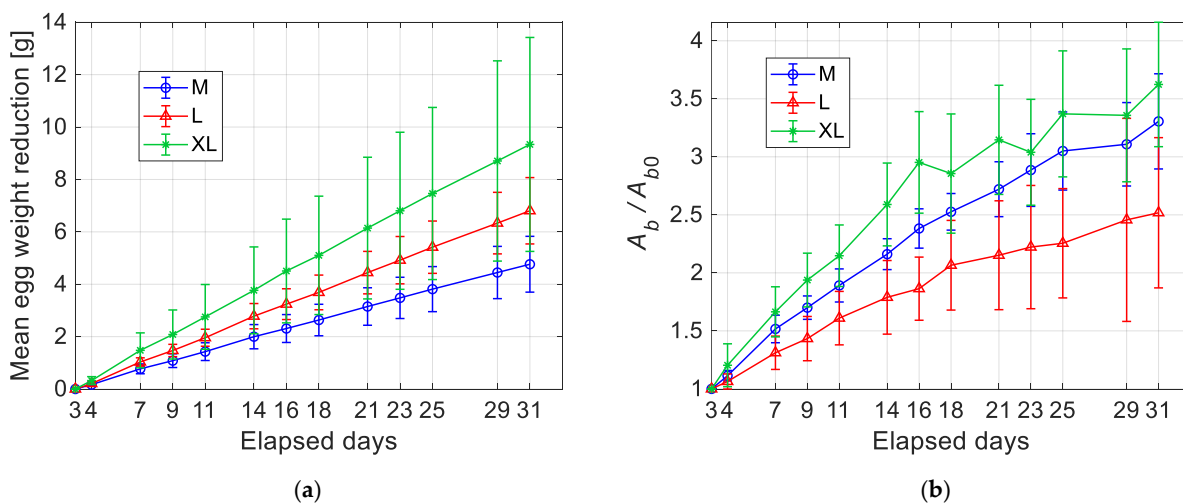 Mean egg weight reduction [g]
14
12
10
8
6
4
2
0
M
L
XL
3 4 7 9 11 14 16 18 21 23 25 29 31
Elapsed days
(a)
A_b / A_b0
4
3.5
3
2.5
2
1.5
1
M
L
XL
3 4 7 9 11 14 16 18 21 23 25 29 31
Elapsed days
(b)